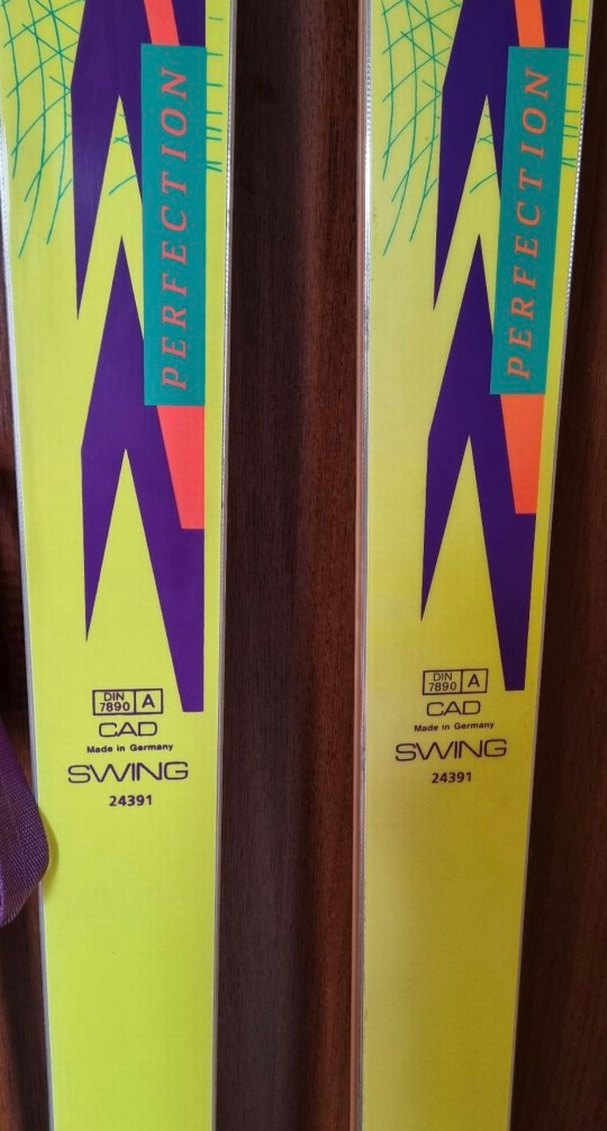 PERFECTION
DIN
7890 A
CAD
Made in Germany
SWING
24391
PERFECTION
DIN
7890 A
CAD
Made in Germany
SWING
24391